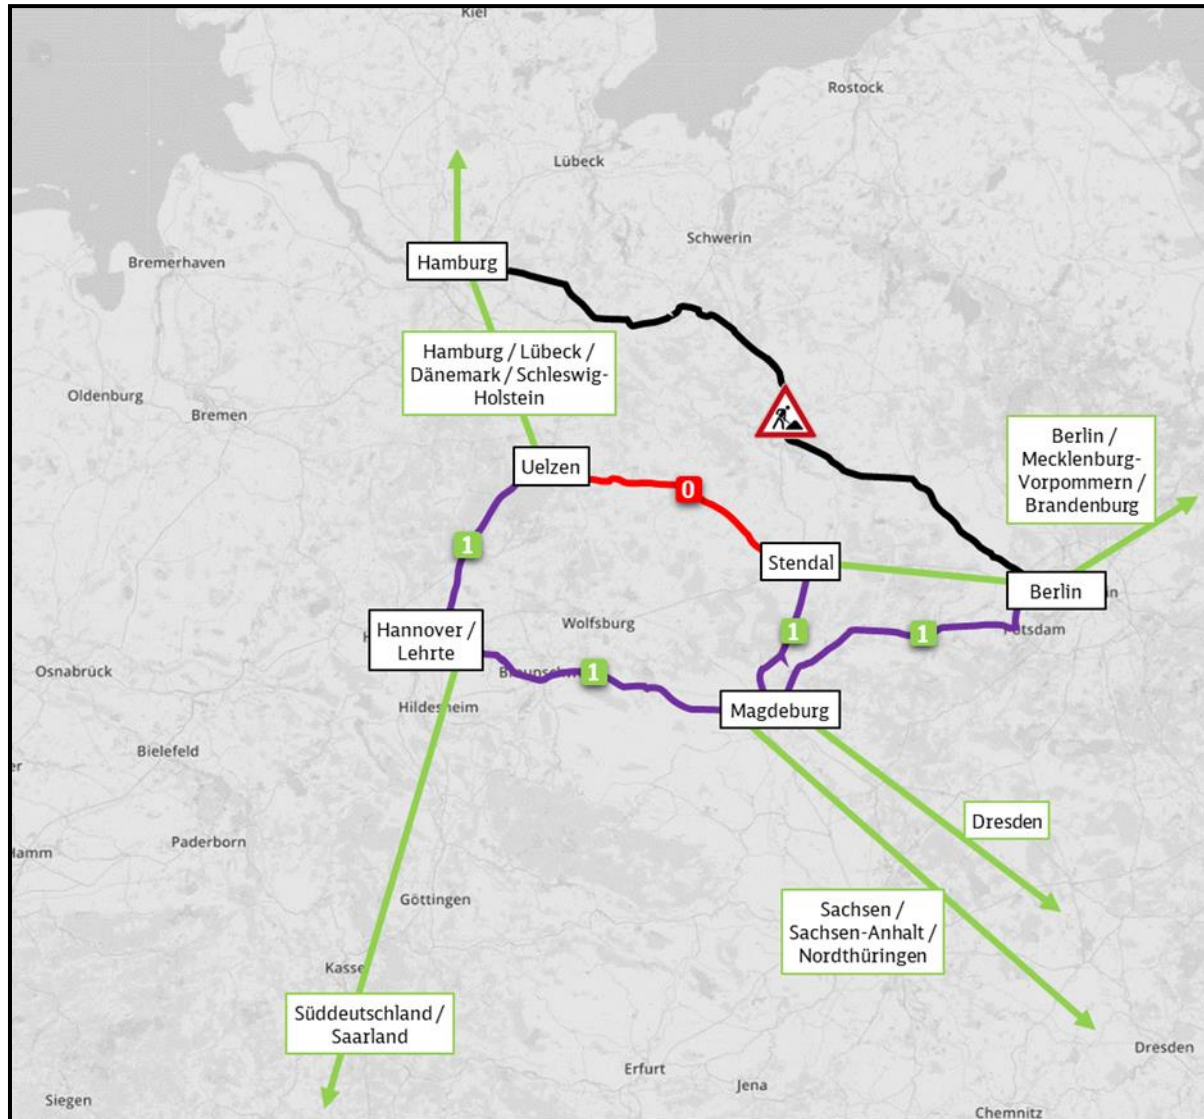 Kiel
Rostock
Lübeck
Schwerin
Bremerhaven
Hamburg
Hamburg / Lübeck /
Dänemark / Schleswig-
Holstein
Oldenburg
Bremen
Berlin /
Mecklenburg-
Vorpommern /
Brandenburg
Uelzen
0
1
Stendal
Berlin
Hannover /
Lehrte
Wolfsburg
1
1
Potsdam
Osnabrück
1
Hildesheim
Magdeburg
Bielefeld
Dresden
Paderborn
Göttingen
Sachsen /
Sachsen-Anhalt /
Nordthüringen
Süddeutschland /
Saarland
Dresden
Erfurt
Jena
Siegen
Chemnitz